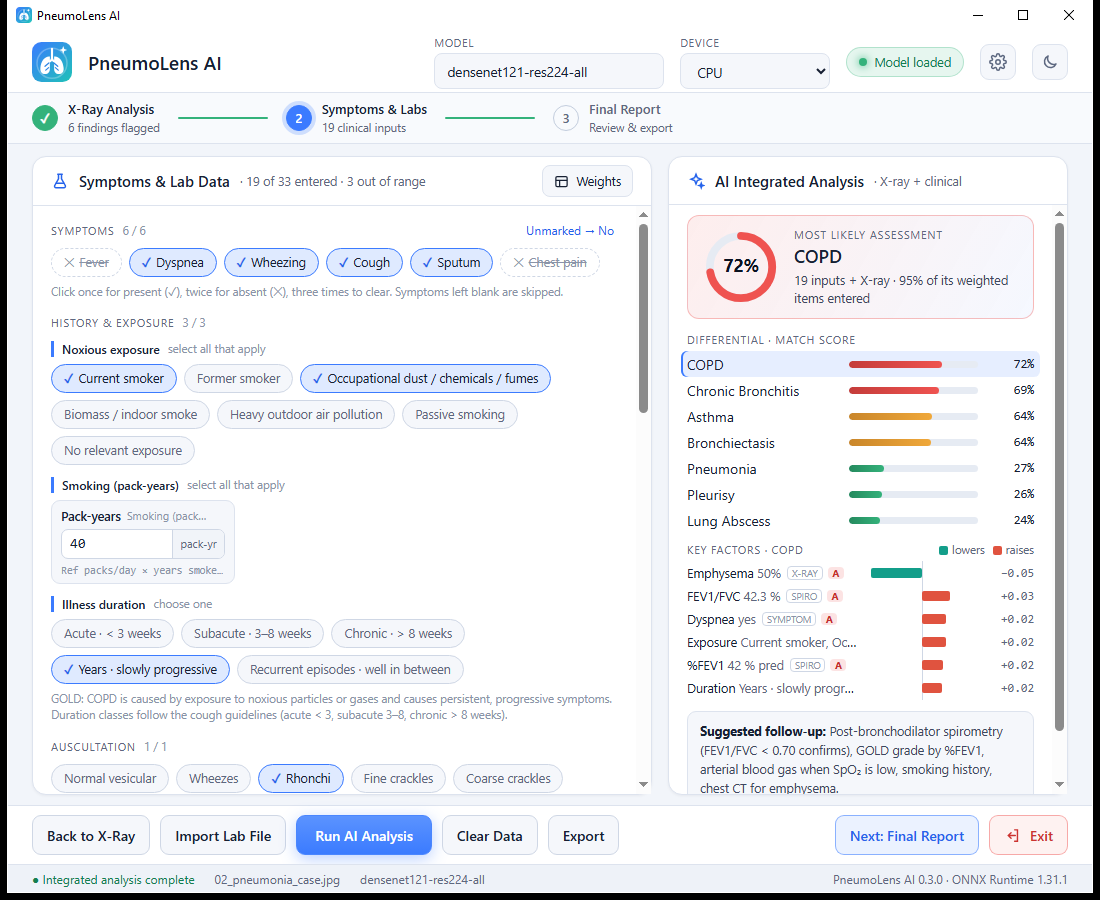 PneumoLens AI
PneumoLens AI
MODEL
densenet121-res224-all
DEVICE
CPU
Model loaded
X-Ray Analysis
6 findings flagged
2
Symptoms & Labs
19 clinical inputs
3
Final Report
Review & export
Symptoms & Lab Data · 19 of 33 entered · 3 out of range
Weights
SYMPTOMS 6 / 6
Unmarked → No
✕ Fever ✓ Dyspnea ✓ Wheezing ✓ Cough ✓ Sputum ✕ Chest pain
Click once for present (✓), twice for absent (✕), three times to clear. Symptoms left blank are skipped.
HISTORY & EXPOSURE 3 / 3
Noxious exposure select all that apply
✓ Current smoker Former smoker ✓ Occupational dust / chemicals / fumes
Biomass / indoor smoke Heavy outdoor air pollution Passive smoking
No relevant exposure
Smoking (pack-years) select all that apply
Pack-years Smoking (pack...
40 pack-yr
Ref packs/day × years smoke…
Illness duration choose one
Acute · < 3 weeks Subacute · 3–8 weeks Chronic · > 8 weeks
✓ Years · slowly progressive Recurrent episodes · well in between
GOLD: COPD is caused by exposure to noxious particles or gases and causes persistent, progressive symptoms.
Duration classes follow the cough guidelines (acute < 3, subacute 3–8, chronic > 8 weeks).
AUSCULTATION 1 / 1
Normal vesicular Wheezes ✓ Rhonchi Fine crackles Coarse crackles
AI Integrated Analysis · X-ray + clinical
72%
MOST LIKELY ASSESSMENT
COPD
19 inputs + X-ray · 95% of its weighted
items entered
DIFFERENTIAL · MATCH SCORE
COPD 72%
Chronic Bronchitis 69%
Asthma 64%
Bronchiectasis 64%
Pneumonia 27%
Pleurisy 26%
Lung Abscess 24%
KEY FACTORS · COPD lowers raises
Emphysema 50% X-RAY A −0.05
FEV1/FVC 42.3 % SPIRO A +0.03
Dyspnea yes SYMPTOM A +0.02
Exposure Current smoker, Oc... +0.02
%FEV1 42 % pred SPIRO A +0.02
Duration Years · slowly progr... +0.02
Suggested follow-up: Post-bronchodilator spirometry
(FEV1/FVC < 0.70 confirms), GOLD grade by %FEV1,
arterial blood gas when SpO₂ is low, smoking history,
chest CT for emphysema.
Back to X-Ray Import Lab File Run AI Analysis Clear Data Export Next: Final Report Exit
● Integrated analysis complete 02_pneumonia_case.jpg densenet121-res224-all PneumoLens AI 0.3.0 · ONNX Runtime 1.31.1